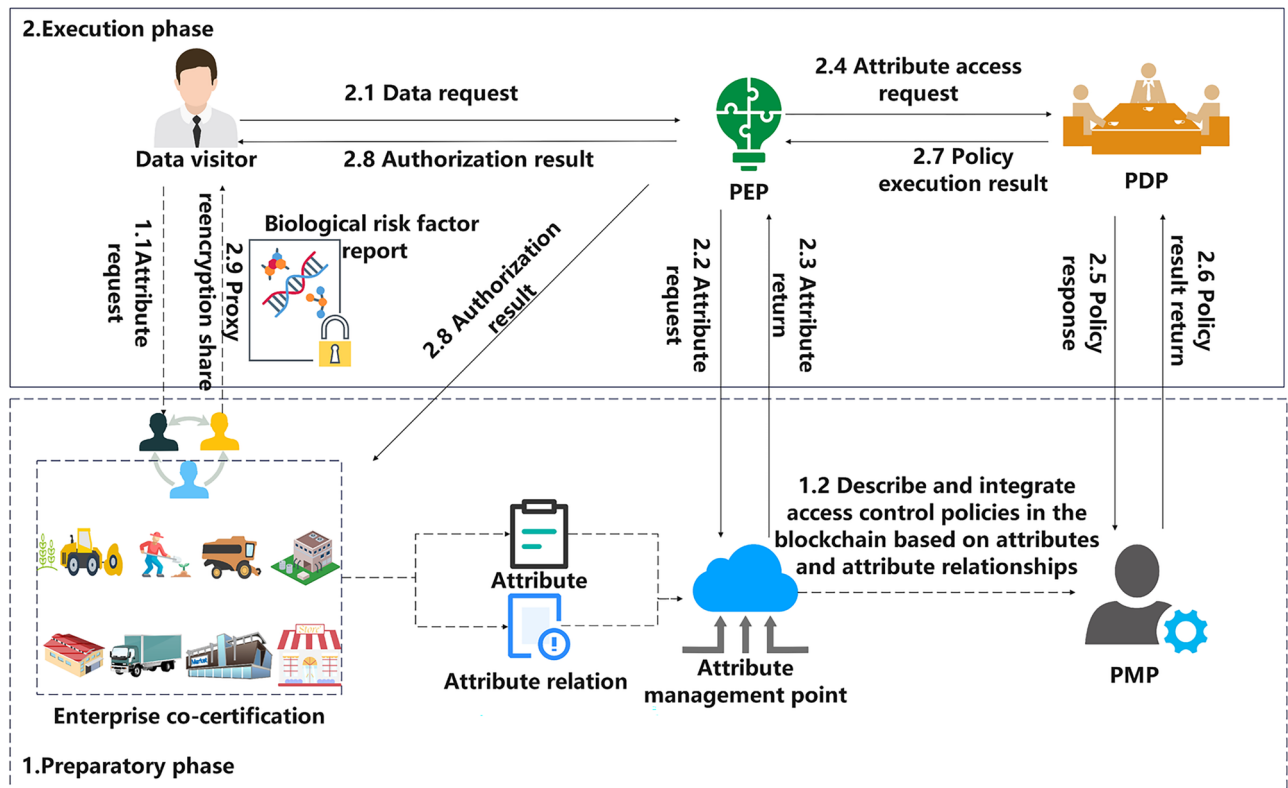 2.Execution phase
2.1 Data request
2.8 Authorization result
Data visitor
2.4 Attribute access
request
2.7 Policy
execution result
PEP
PDP
1.1Attribute
request
2.9 Proxy
reencryption share
Biological risk factor
report
2.8 Authorization
result
2.2 Attribute
request
2.3 Attribute
return
2.5 Policy
response
2.6 Policy
result return
1.2 Describe and integrate
access control policies in the
blockchain based on attributes
and attribute relationships
Attribute
Attribute relation
Attribute
management point
PMP
Market
Enterprise co-certification
1.Preparatory phase